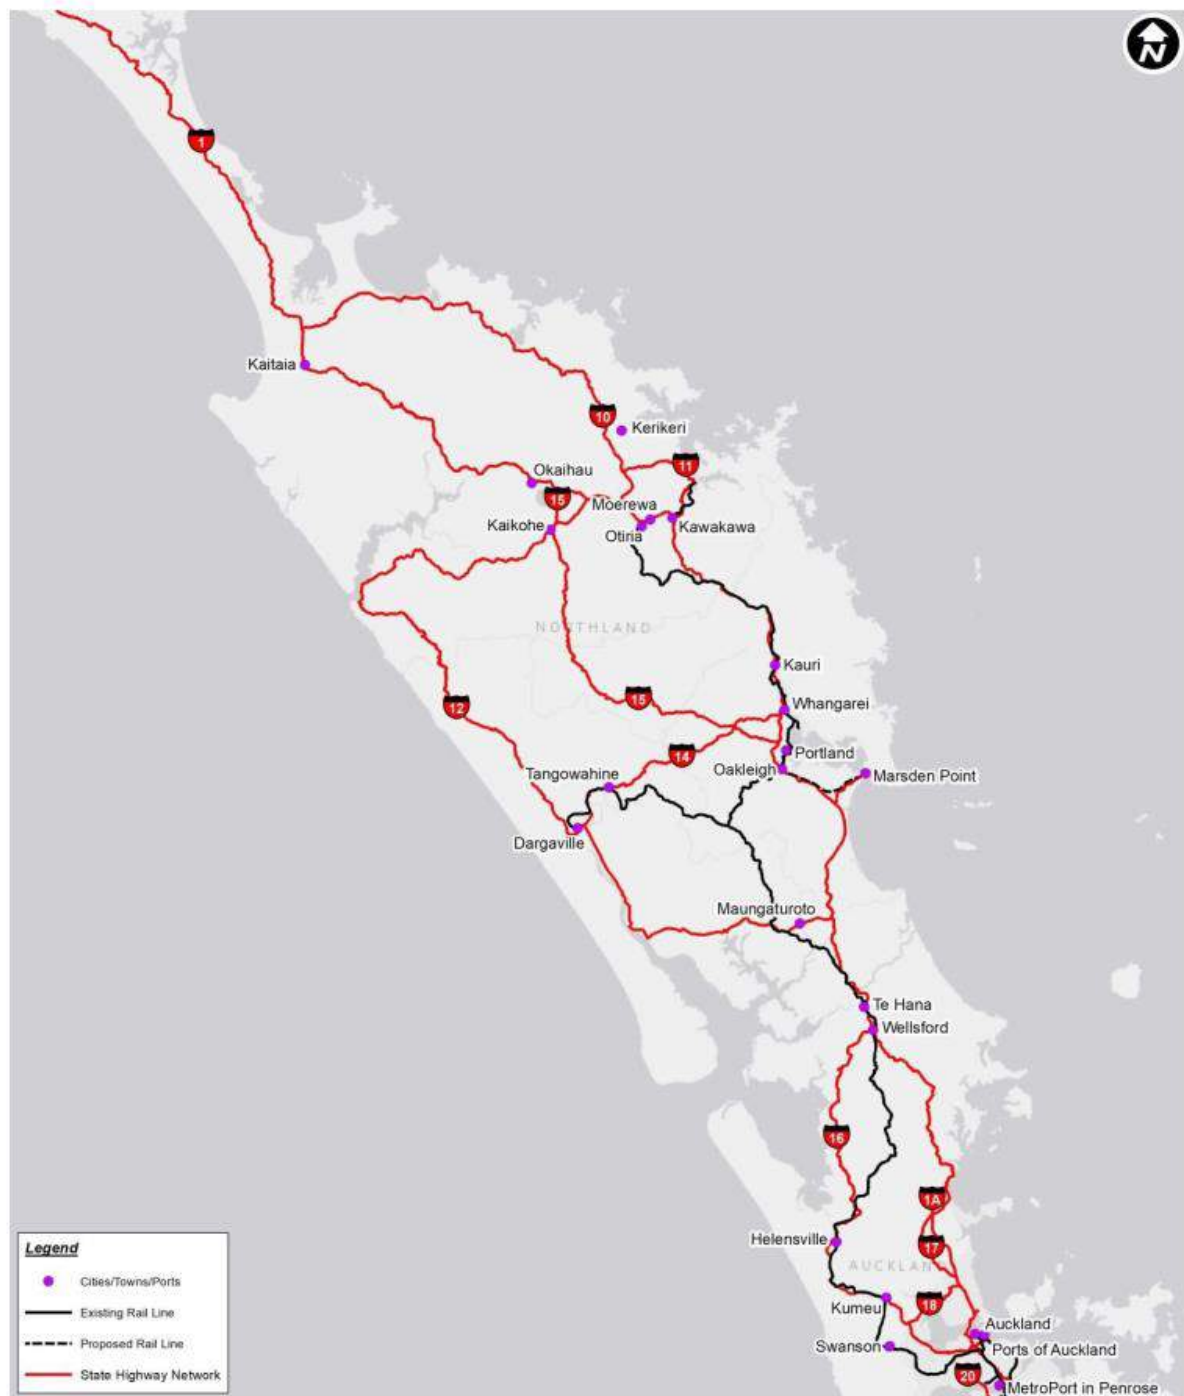 N
1
Kaitaia
10
Kerikeri
11
Okaihau
15
Moerewa
Kaikohe
Otiria
Kawakawa
NORTHLAND
Kauri
15
Whangarei
12
14
Portland
Tangowahine
Oakleigh
Marsden Point
Dargaville
Maungaturoto
Te Hana
Wellsford
16
1A
Helensville
17
AUCKLAND
Kumeu
18
Auckland
Swanson
Ports of Auckland
20
MetroPort in Penrose
Legend
Cities/Towns/Ports
Existing Rail Line
Proposed Rail Line
State Highway Network